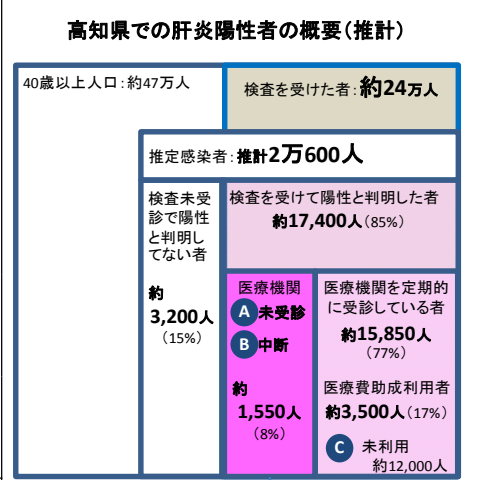 高知県での肝炎陽性者の概要(推計)
40歳以上人口:約47万人
検査を受けた者:約24万人
推定感染者:推計2万600人
検査未受
診で陽性
と判明し
てない者
約
3,200人
(15%)
検査を受けて陽性と判明した者
約17,400人(85%)
医療機関
A 未受診
B 中断
約
1,550人
(8%)
医療機関を定期的
に受診している者
約15,850人
(77%)
医療費助成利用者
約3,500人(17%)
C 未利用
約12,000人